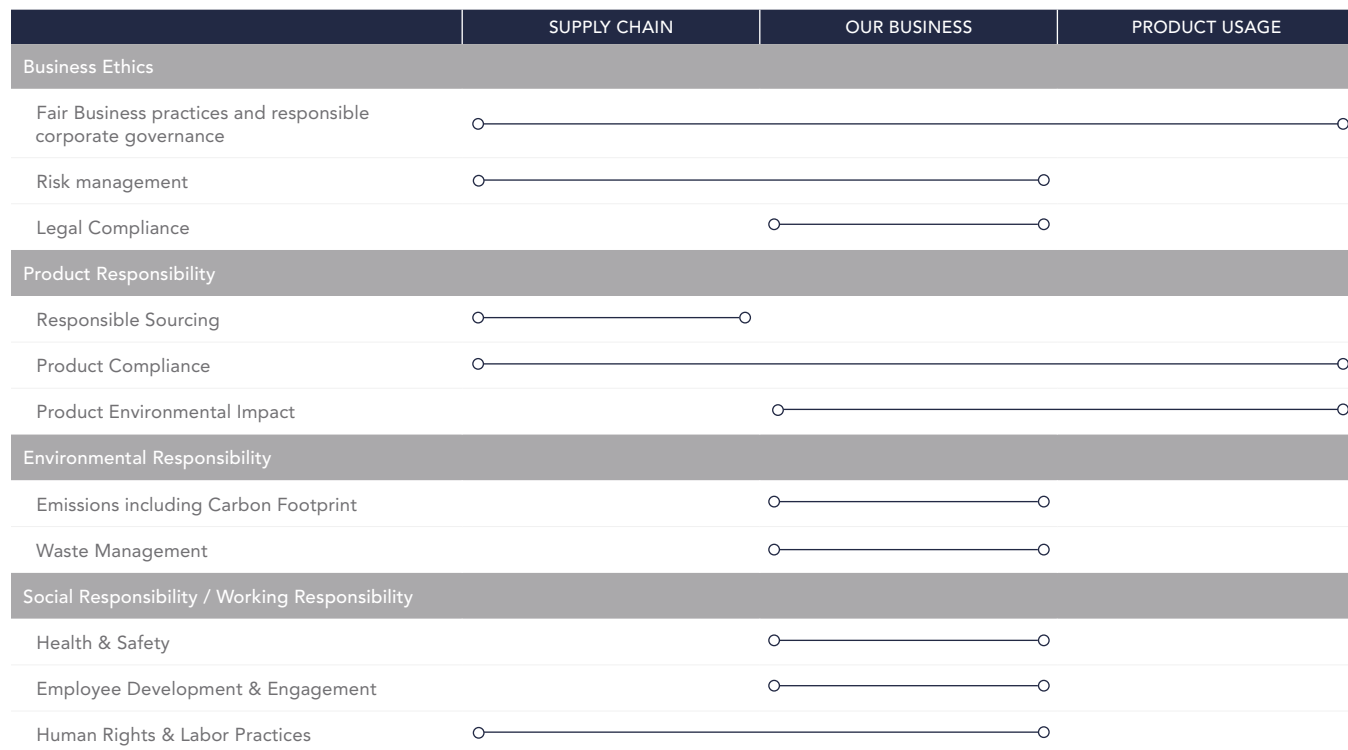 SUPPLY CHAIN OUR BUSINESS PRODUCT USAGE
Business Ethics
Fair Business practices and responsible
corporate governance
Risk management
Legal Compliance
Product Responsibility
Responsible Sourcing
Product Compliance
Product Environmental Impact
Environmental Responsibility
Emissions including Carbon Footprint
Waste Management
Social Responsibility / Working Responsibility
Health & Safety
Employee Development & Engagement
Human Rights & Labor Practices